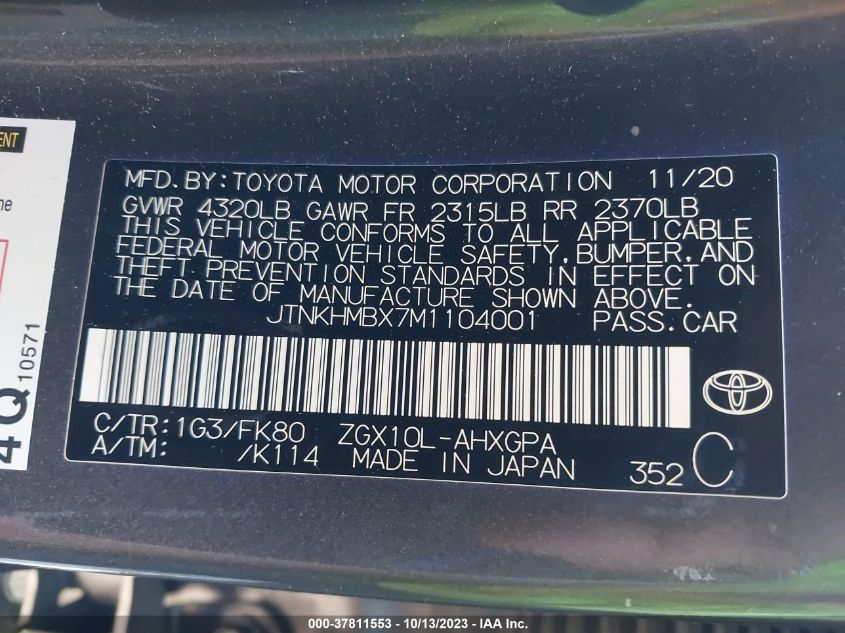 ENT
ne
4Q 10571
MFD.BY:TOYOTA MOTOR CORPORATION 11/20
GVWR 4320LB GAWR FR 2315LB RR 2370LB
THIS VEHICLE CONFORMS TO ALL APPLICABLE
FEDERAL MOTOR VEHICLE SAFETY,BUMPER,AND
THEFT PREVENTION STANDARDS IN EFFECT ON
THE DATE OF MANUFACTURE SHOWN ABOVE.
JTNKHMBX7M1104001 PASS.CAR
C/TR:1G3/FK80 ZGX10L-AHXGPA
A/TM: /K114 MADE IN JAPAN 352 C
000-37811553 - 10/13/2023 - IAA Inc.